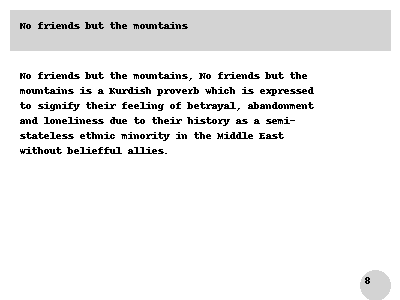 No friends but the mountains
No friends but the mountains, No friends but the
mountains is a Kurdish proverb which is expressed
to signify their feeling of betrayal, abandonment
and loneliness due to their history as a semi-
stateless ethnic minority in the Middle East
without beliefful allies.
8